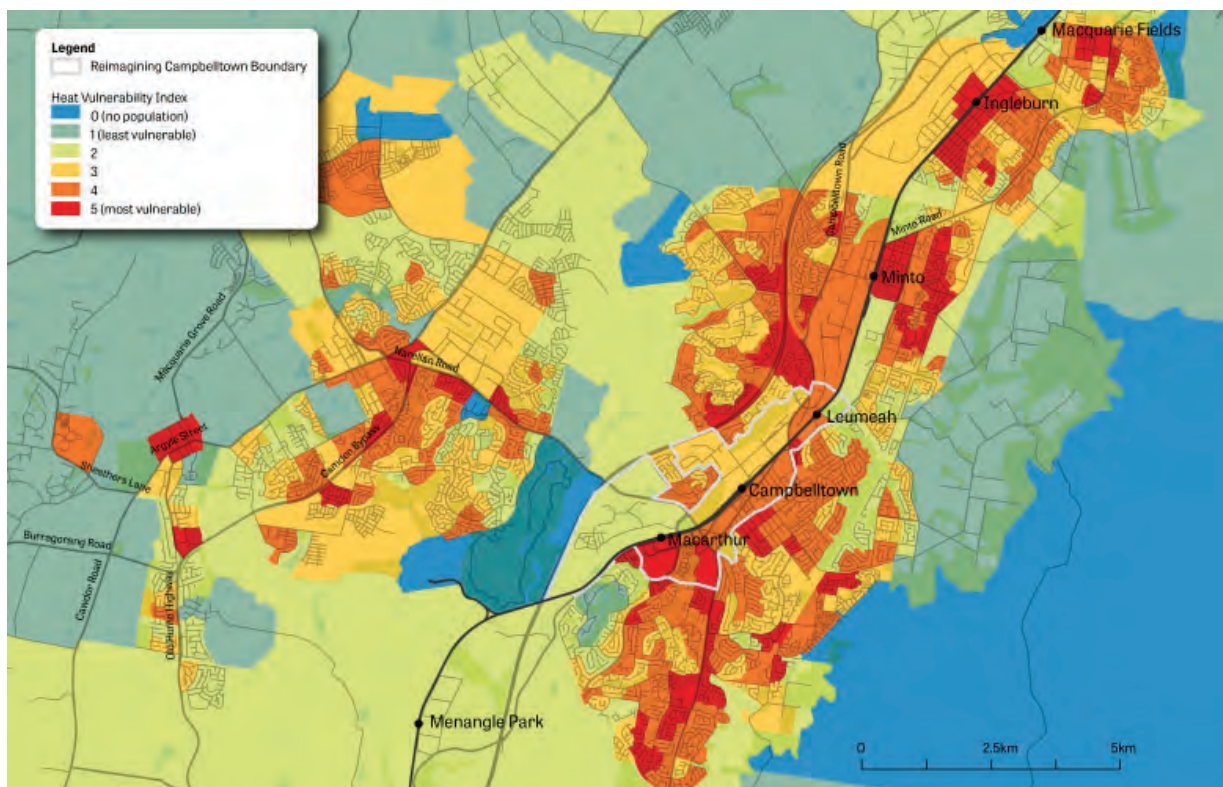 Legend
Reimagining Campbelltown Boundary
Heat Vulnerability Index
0 (no population)
1 (least vulnerable)
2
3
4
5 (most vulnerable)
Macquarie Fields
Ingleburn
Campbelltown Road
Minto Road
Minto
Macquarie Grove Road
Narellan Road
Leumeah
Argyle Street
Camden Bypass
Sheathers Lane
Campbelltown
Burragorang Road
Macarthur
Cawdor Road
Old Hume Highway
Menangle Park
0
2.5km
5km